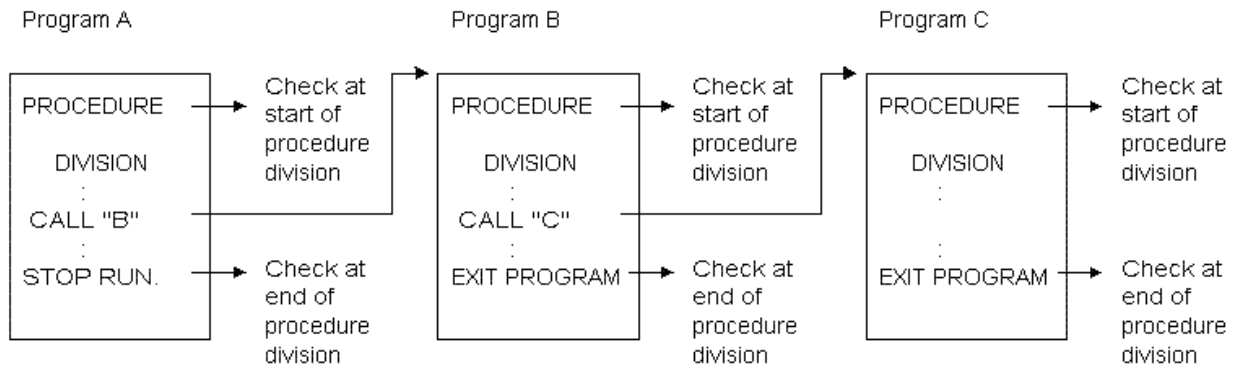 Program A
Program B
Program C
PROCEDURE
DIVISION
:
CALL "B"
:
STOP RUN.
Check at
start of
procedure
division
Check at
end of
procedure
division
PROCEDURE
DIVISION
:
CALL "C"
:
EXIT PROGRAM
Check at
start of
procedure
division
Check at
end of
procedure
division
PROCEDURE
DIVISION
:
:
EXIT PROGRAM
Check at
start of
procedure
division
Check at
end of
procedure
division